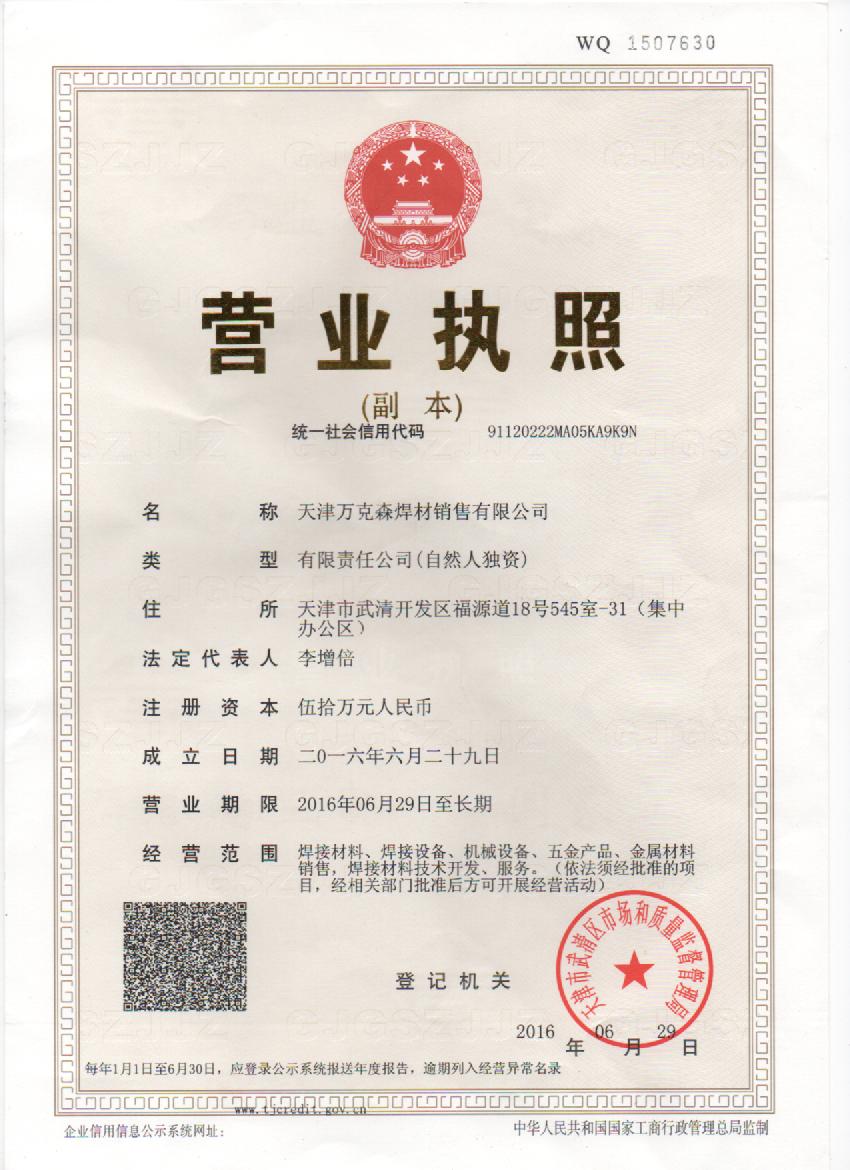 WQ 1507630
营业执照
(副 本)
统一社会信用代码 91120222MA05KA9K9N
名称 天津万克森焊材销售有限公司
类型 有限责任公司(自然人独资)
住所 天津市武清开发区福源道18号545室-31（集中
办公区）
法定代表人 李增倍
注册资本 伍拾万元人民币
成立日期 二0一六年六月二十九日
营业期限 2016年06月29日至长期
经营范围 焊接材料、焊接设备、机械设备、五金产品、金属材料
销售，焊接材料技术开发、服务。（依法须经批准的项
目，经相关部门批准后方可开展经营活动）
天津市武清区市场和质量监督管理局
登记机关
2016年06月29日
每年1月1日至6月30日，应登录公示系统报送年度报告，逾期列入经营异常名录
www.tjcredit.gov.cn
企业信用信息公示系统网址：
中华人民共和国国家工商行政管理总局监制